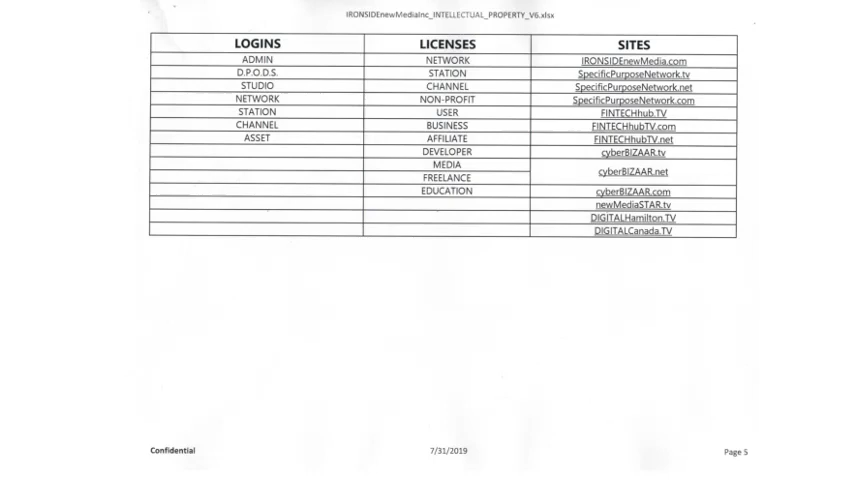 IRONSIDEnewMediaInc_INTELLECTUAL_PROPERTY_V6.xlsx
LOGINS LICENSES SITES
ADMIN NETWORK IRONSIDEnewMedia.com
D.P.O.D.S. STATION SpecificPurposeNetwork.tv
STUDIO CHANNEL SpecificPurposeNetwork.net
NETWORK NON-PROFIT SpecificPurposeNetwork.com
STATION USER FINTECHhub.TV
CHANNEL BUSINESS FINTECHhubTV.com
ASSET AFFILIATE FINTECHhubTV.net
DEVELOPER cyberBIZAAR.tv
MEDIA
cyberBIZAAR.net
FREELANCE
EDUCATION cyberBIZAAR.com
newMediaSTAR.tv
DIGITALHamilton.TV
DIGITALCanada.TV
Confidential 7/31/2019 Page 5